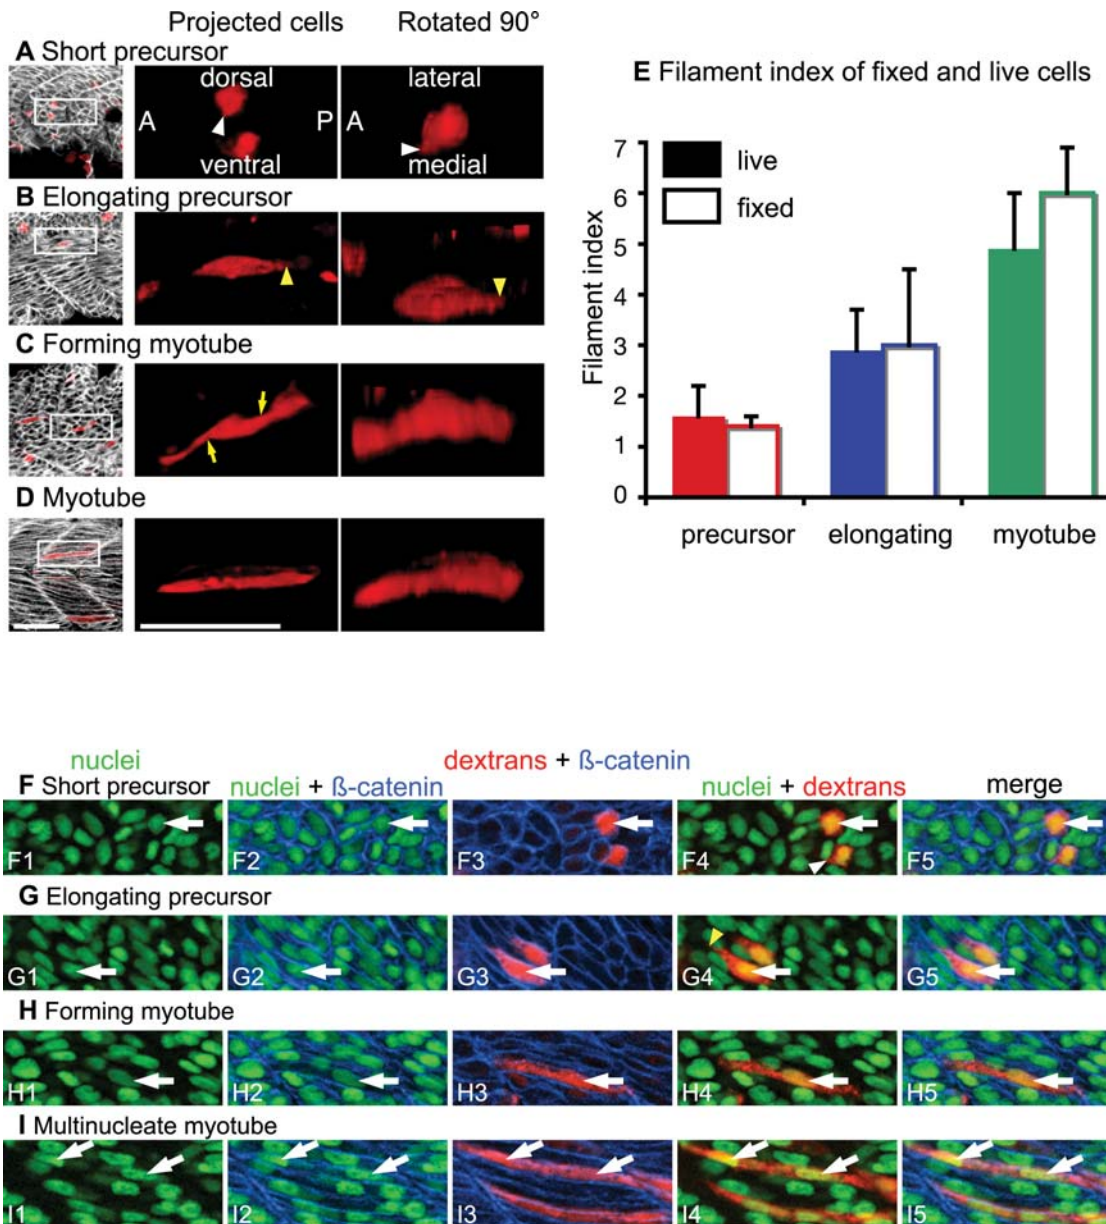 Projected cells Rotated 90°
A Short precursor
dorsal lateral
A P A
ventral medial
B Elongating precursor
C Forming myotube
D Myotube
E Filament index of fixed and live cells
7
6
5
4
3
2
1
0
Filament index
live
fixed
precursor elongating myotube
nuclei dextrans + ß-catenin
F Short precursor nuclei + ß-catenin nuclei + dextrans merge
F1 F2 F3 F4 F5
G Elongating precursor
G1 G2 G3 G4 G5
H Forming myotube
H1 H2 H3 H4 H5
I Multinucleate myotube
I1 I2 I3 I4 I5